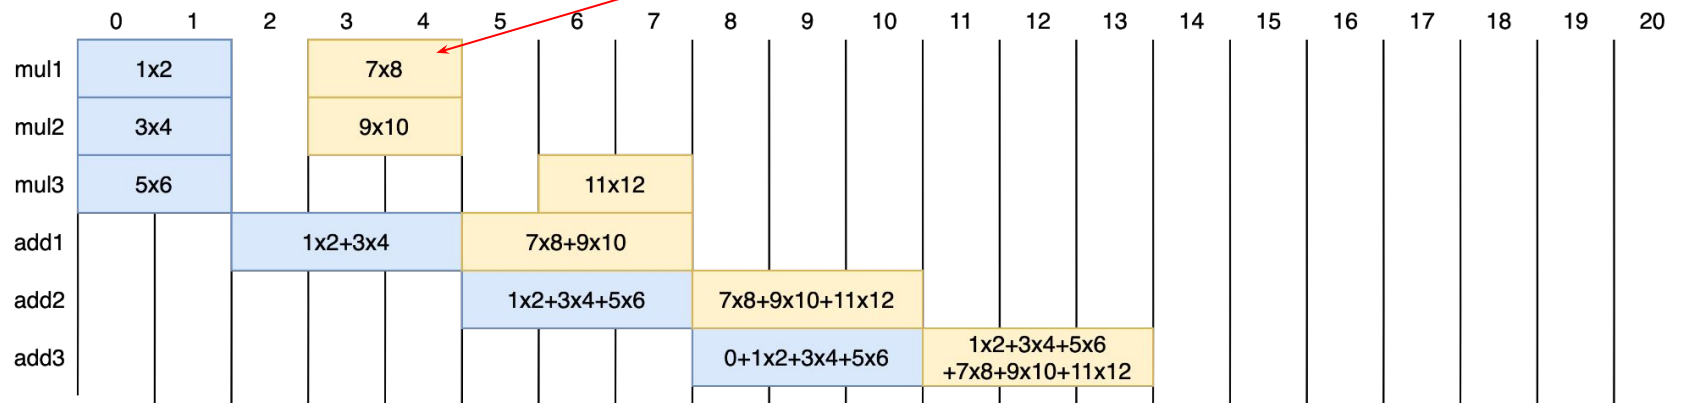 0 1 2 3 4 5 6 7 8 9 10 11 12 13 14 15 16 17 18 19 20
mul1 1x2 7x8
mul2 3x4 9x10
mul3 5x6 11x12
add1 1x2+3x4 7x8+9x10
add2 1x2+3x4+5x6 7x8+9x10+11x12
add3 0+1x2+3x4+5x6 1x2+3x4+5x6
+7x8+9x10+11x12